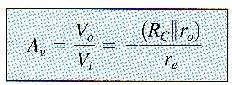 A_v = V_o / V_i = - (R_C || r_o) / r_e